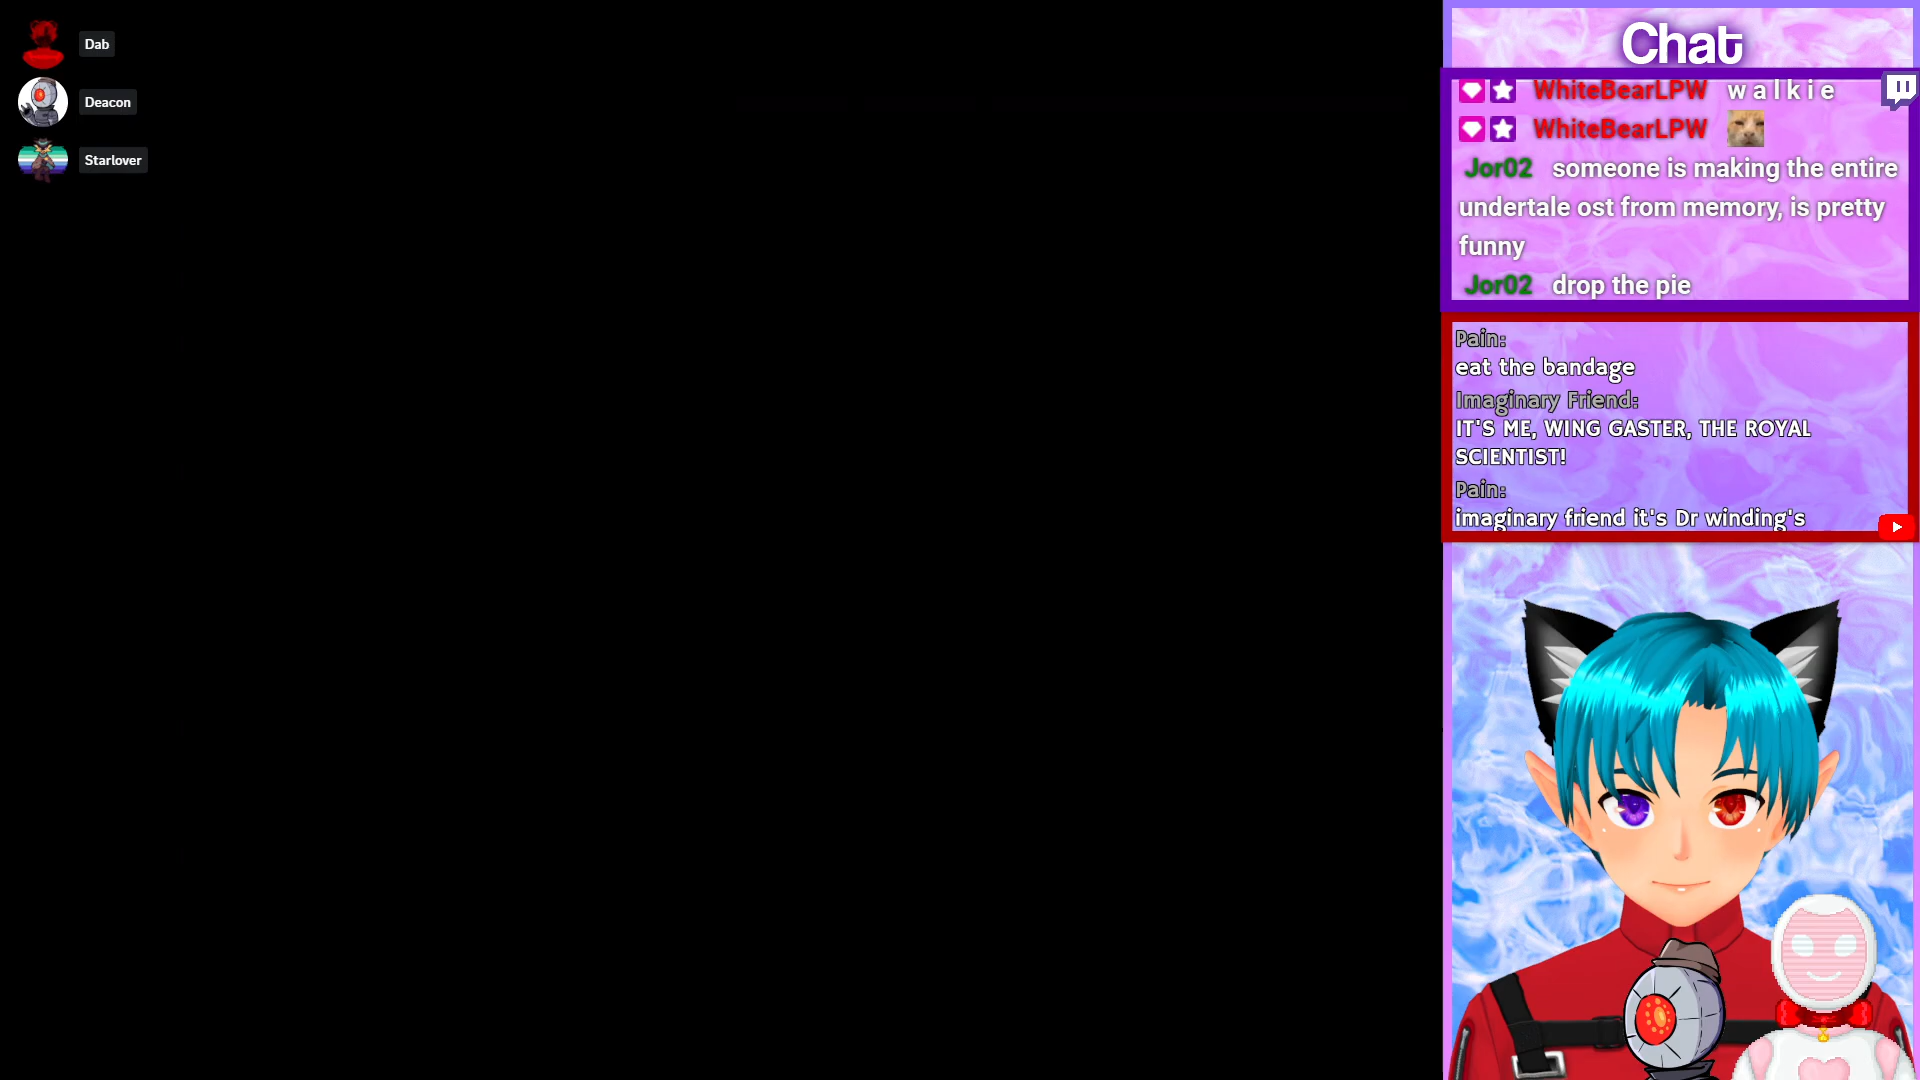 Dab
Deacon
Starlover
Chat
WhiteBearLPW w a l k i e
WhiteBearLPW
Jor02 someone is making the entire
undertale ost from memory, is pretty
funny
Jor02 drop the pie
Pain:
eat the bandage
Imaginary Friend:
IT'S ME, WING GASTER, THE ROYAL
SCIENTIST!
Pain:
imaginary friend it's Dr winding's